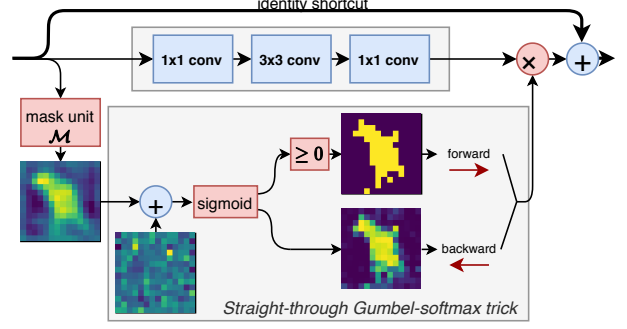 identity shortcut
1x1 conv
3x3 conv
1x1 conv
×
+
mask unit
𝓜
≥ 0
forward
+
sigmoid
backward
Straight-through Gumbel-softmax trick